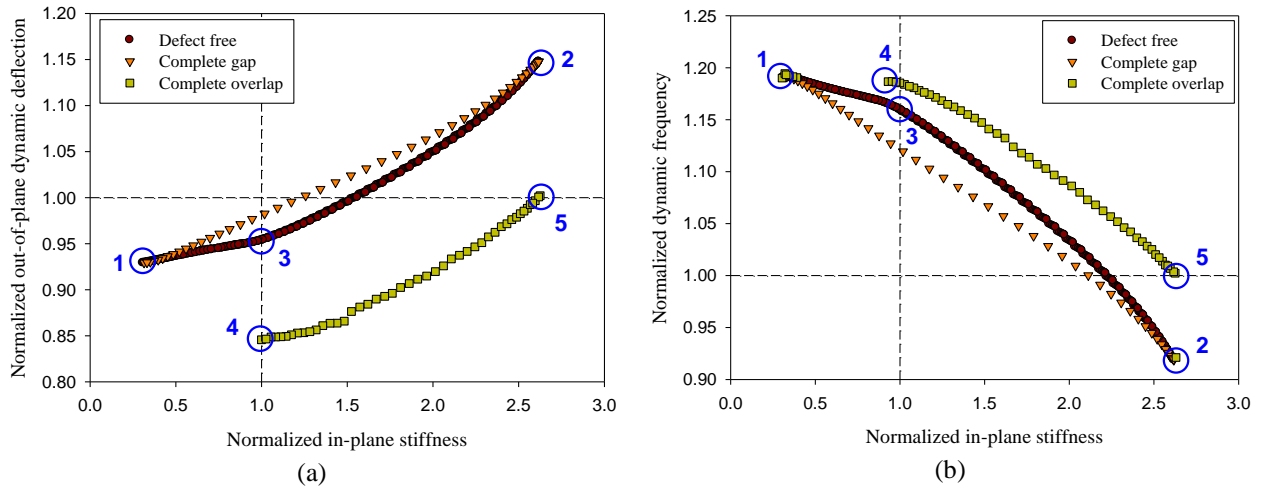 Normalized out-of-plane dynamic deflection
1.20
1.15
1.10
1.05
1.00
0.95
0.90
0.85
0.80
Defect free
Complete gap
Complete overlap
1
2
3
4
5
0.0 0.5 1.0 1.5 2.0 2.5 3.0
Normalized in-plane stiffness
(a)
Normalized dynamic frequency
1.25
1.20
1.15
1.10
1.05
1.00
0.95
0.90
Defect free
Complete gap
Complete overlap
1
4
3
5
2
0.0 0.5 1.0 1.5 2.0 2.5 3.0
Normalized in-plane stiffness
(b)